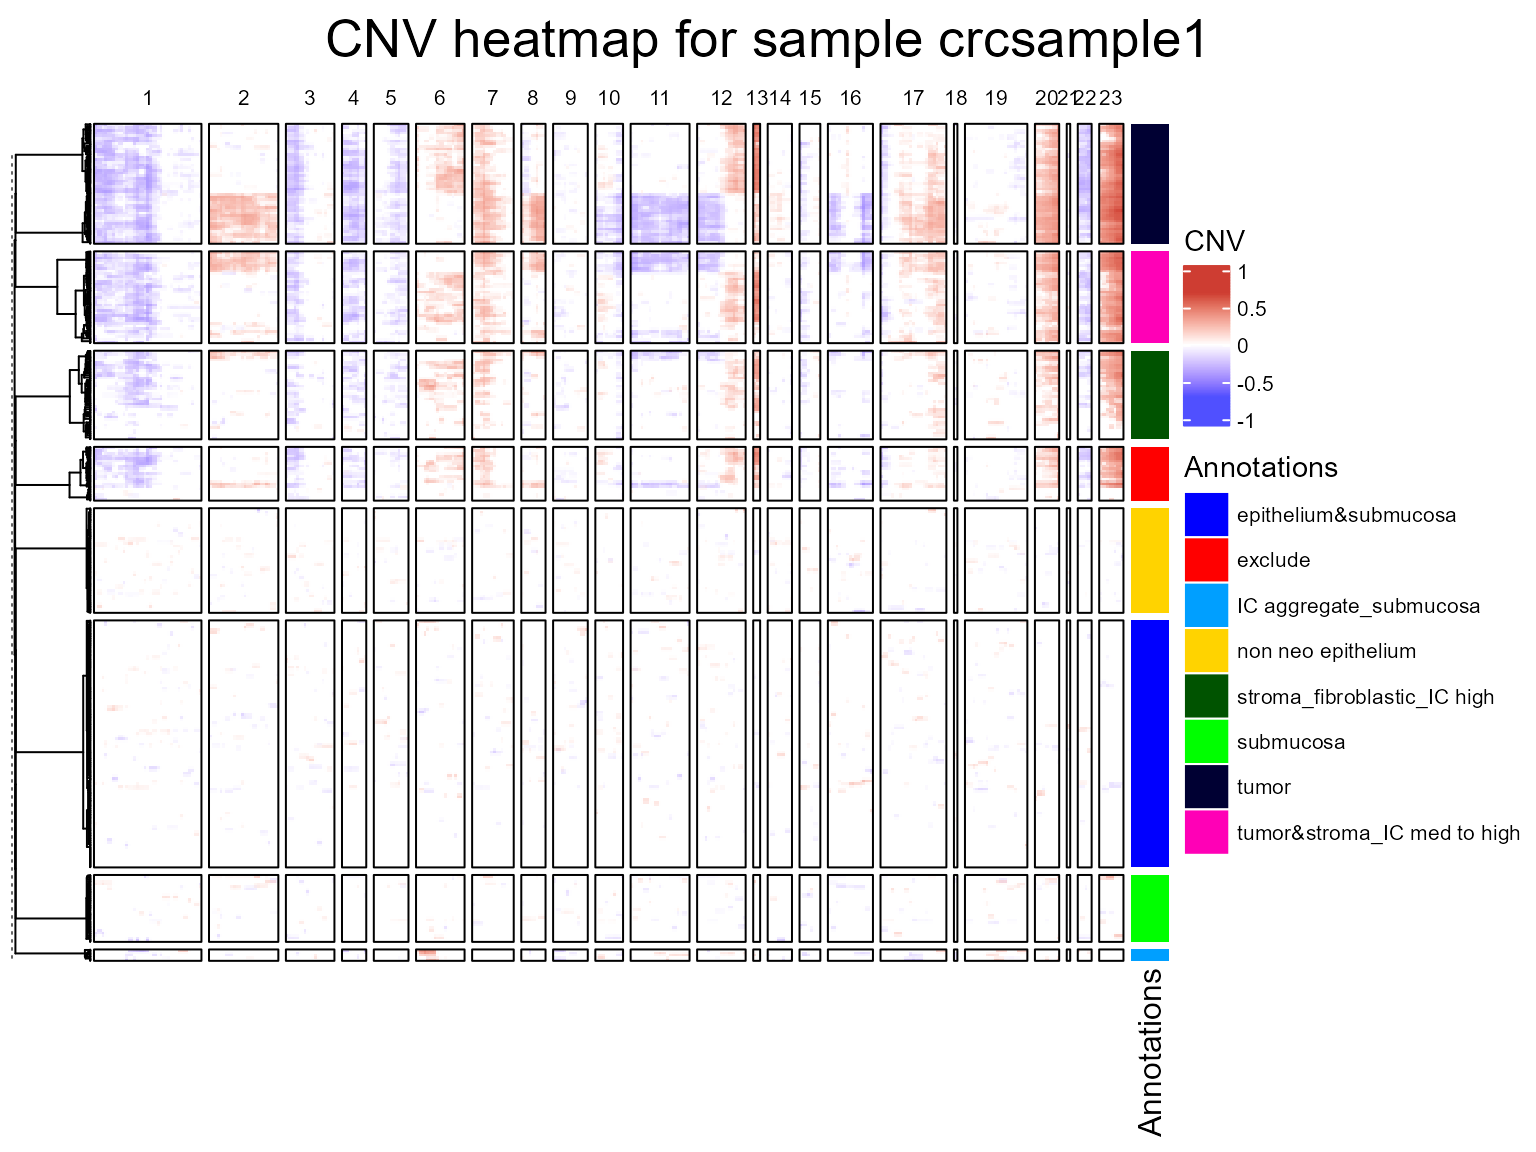 CNV heatmap for sample crcsample1
1 2 3 4 5 6 7 8 9 10 11 12 13 14 15 16 17 18 19 20 21 22 23
CNV
1
0.5
0
-0.5
-1
Annotations
epithelium&submucosa
exclude
IC aggregate_submucosa
non neo epithelium
stroma_fibroblastic_IC high
submucosa
tumor
tumor&stroma_IC med to high
Annotations